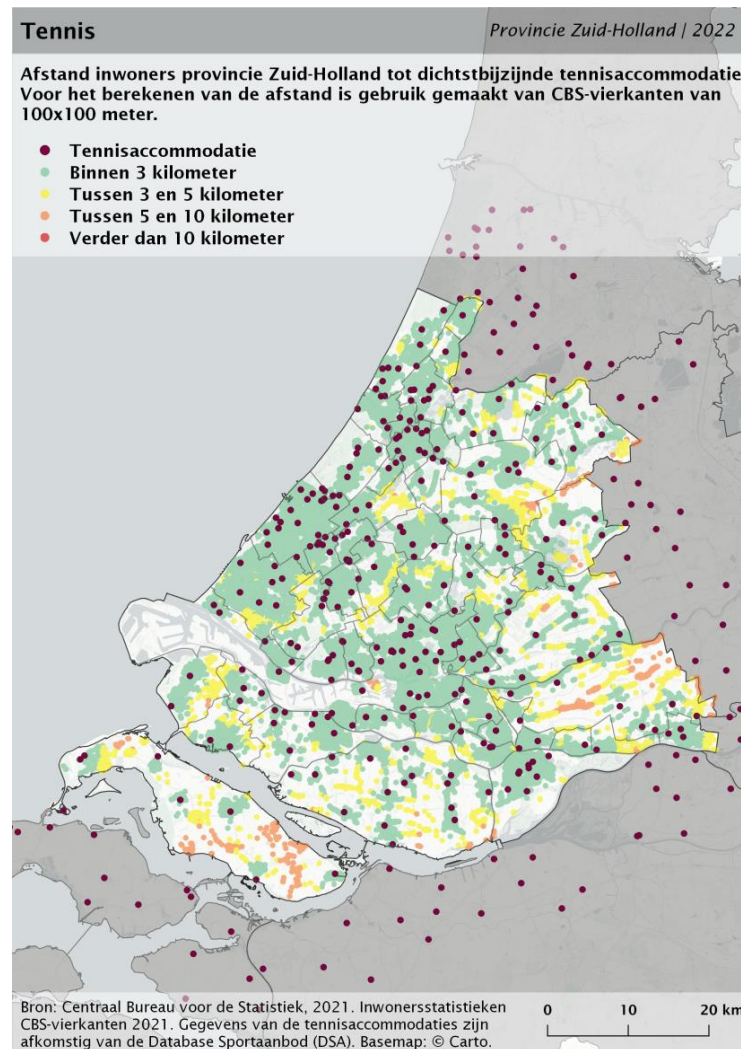 Tennis
Provincie Zuid-Holland | 2022
Afstand inwoners provincie Zuid-Holland tot dichtstbijzijnde tennisaccommodatie
Voor het berekenen van de afstand is gebruik gemaakt van CBS-vierkanten van
100x100 meter.
Tennisaccommodatie
Binnen 3 kilometer
Tussen 3 en 5 kilometer
Tussen 5 en 10 kilometer
Verder dan 10 kilometer
Bron: Centraal Bureau voor de Statistiek, 2021. Inwonersstatistieken
CBS-vierkanten 2021. Gegevens van de tennisaccommodaties zijn
afkomstig van de Database Sportaanbod (DSA). Basemap: © Carto.
0 10 20 km